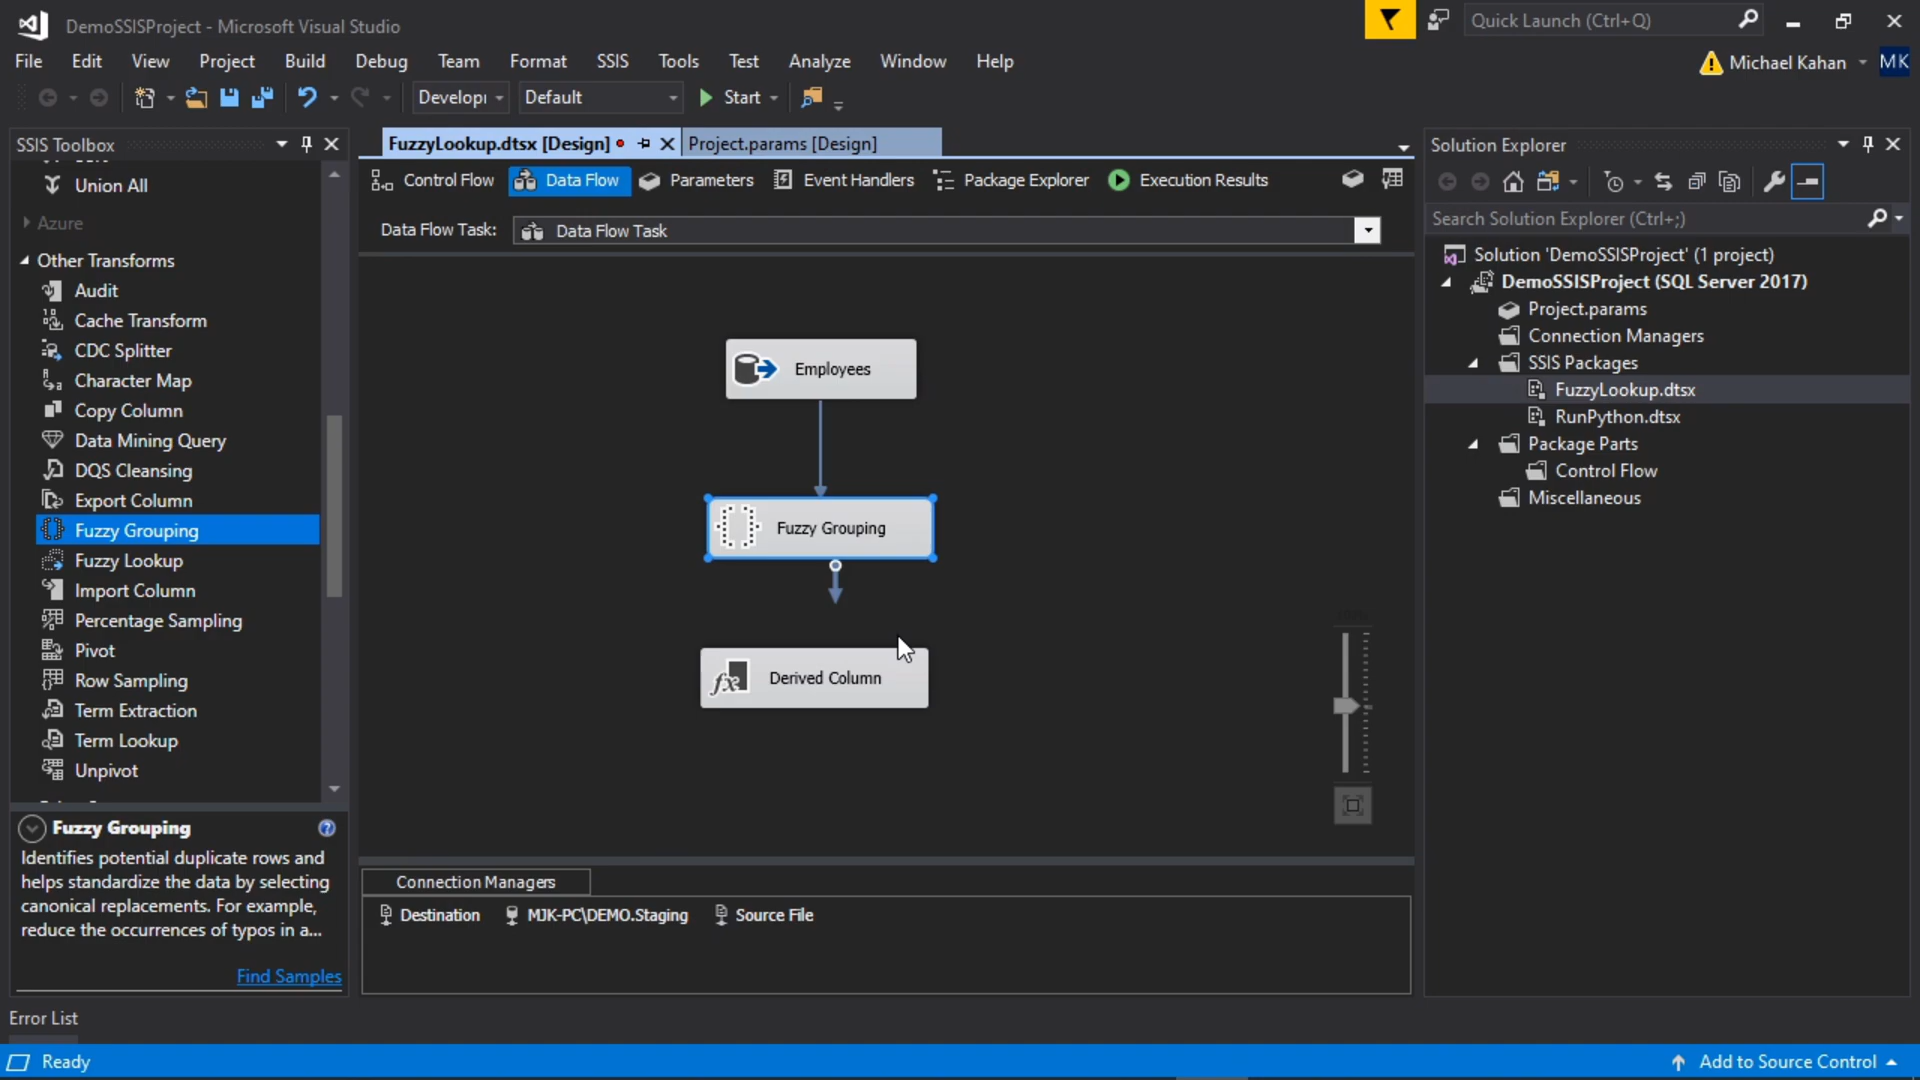 DemoSSISProject - Microsoft Visual Studio
Quick Launch (Ctrl+Q)
File Edit View Project Build Debug Team Format SSIS Tools Test Analyze Window Help
Michael Kahan MK
Developi Default Start
SSIS Toolbox
Union All
Azure
Other Transforms
Audit
Cache Transform
CDC Splitter
Character Map
Copy Column
Data Mining Query
DQS Cleansing
Export Column
Fuzzy Grouping
Fuzzy Lookup
Import Column
Percentage Sampling
Pivot
Row Sampling
Term Extraction
Term Lookup
Unpivot
Fuzzy Grouping
Identifies potential duplicate rows and
helps standardize the data by selecting
canonical replacements. For example,
reduce the occurrences of typos in a...
Find Samples
FuzzyLookup.dtsx [Design] Project.params [Design]
Control Flow Data Flow Parameters Event Handlers Package Explorer Execution Results
Data Flow Task: Data Flow Task
Employees
Fuzzy Grouping
Derived Column
fx
Connection Managers
Destination MJK-PC\DEMO.Staging Source File
Solution Explorer
Search Solution Explorer (Ctrl+;)
Solution 'DemoSSISProject' (1 project)
DemoSSISProject (SQL Server 2017)
Project.params
Connection Managers
SSIS Packages
FuzzyLookup.dtsx
RunPython.dtsx
Package Parts
Control Flow
Miscellaneous
Error List
Ready
Add to Source Control